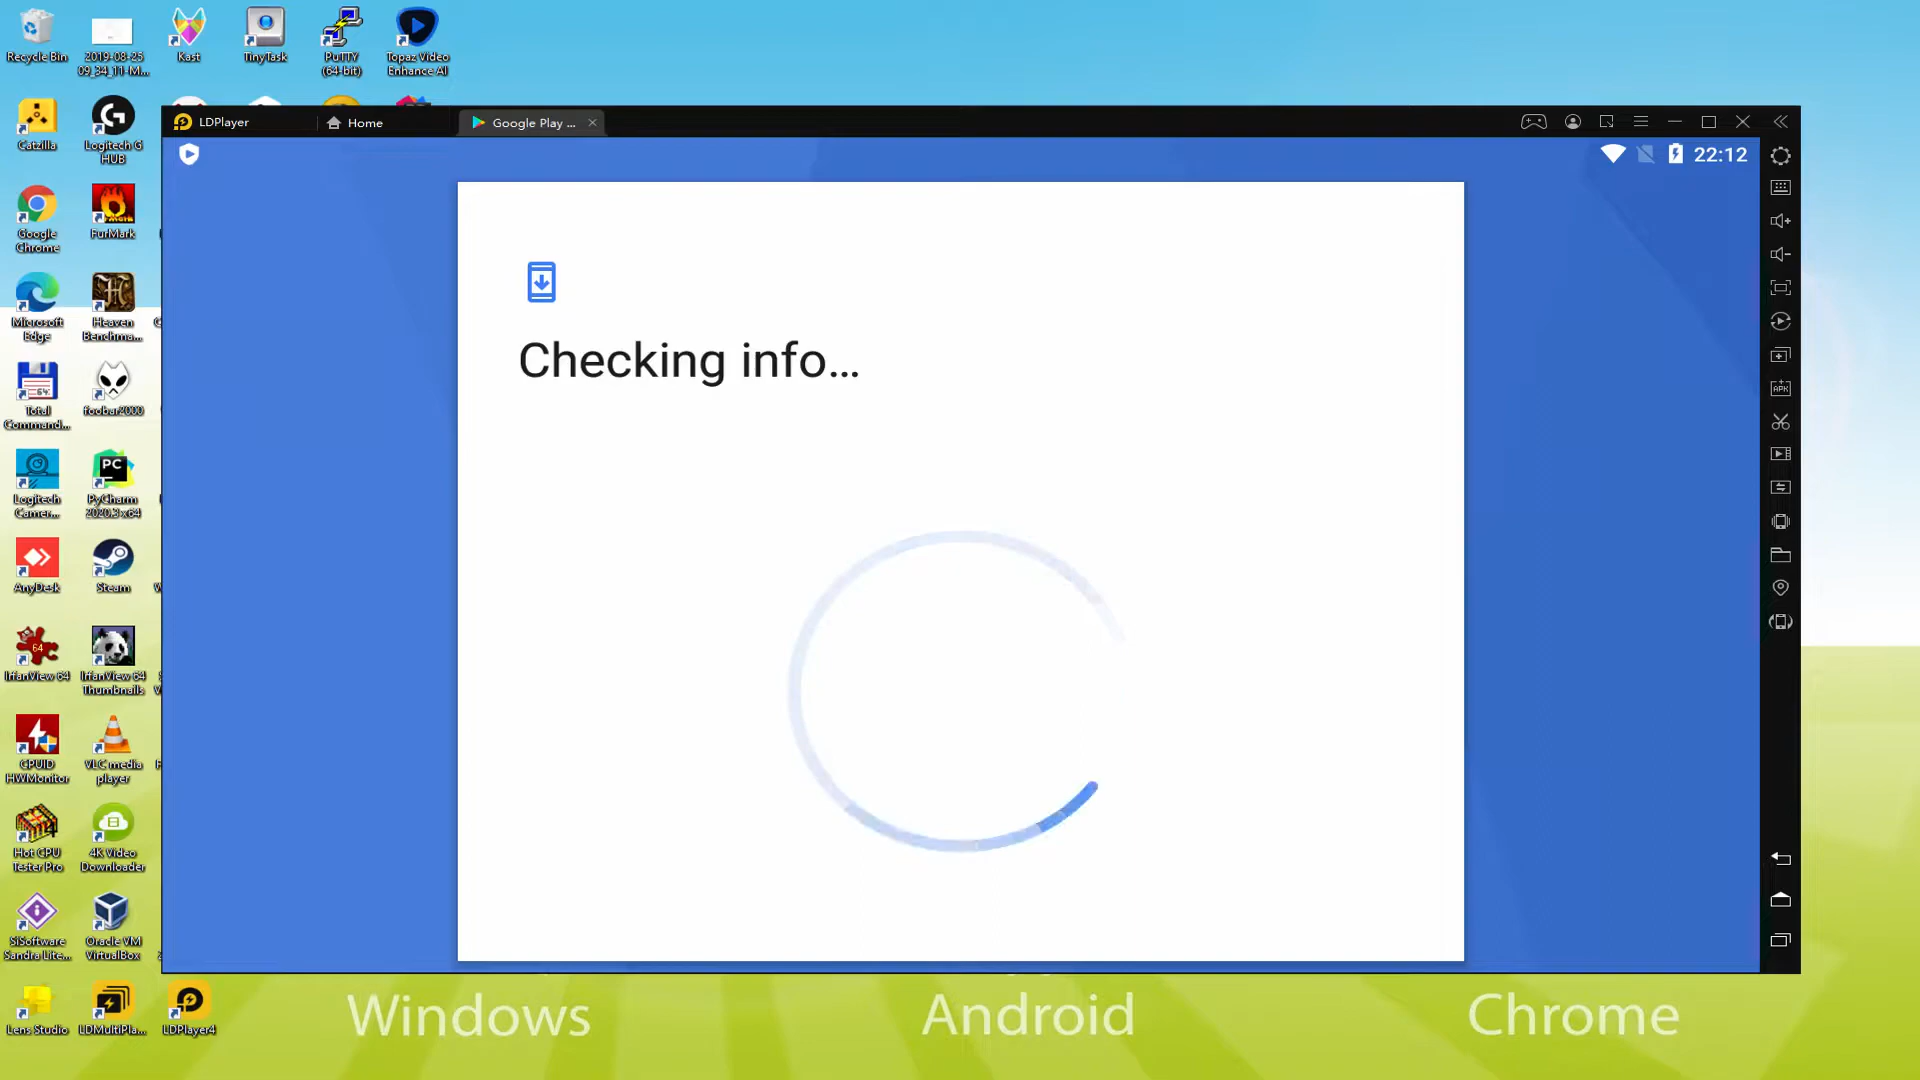 Recycle Bin
2019-08-25
09_34_11-M...
Kast
TinyTask
PuTTY
(64-bit)
Topaz Video
Enhance AI
Catzilla
Logitech G
HUB
Google
Chrome
FurMark
Microsoft
Edge
Heaven
Benchma...
Total
Command...
foobar2000
Logitech
Camer...
PyCharm
2020.3 x64
AnyDesk
Steam
IrfanView 64
IrfanView 64
Thumbnails
CPUID
HWMonitor
VLC media
player
Hot CPU
Tester Pro
4K Video
Downloader
SiSoftware
Sandra Lite...
Oracle VM
VirtualBox
Lens Studio
LDMultiPla...
LDPlayer4
LDPlayer
Home
Google Play ...
22:12
Checking info...
APK
Windows
Android
Chrome